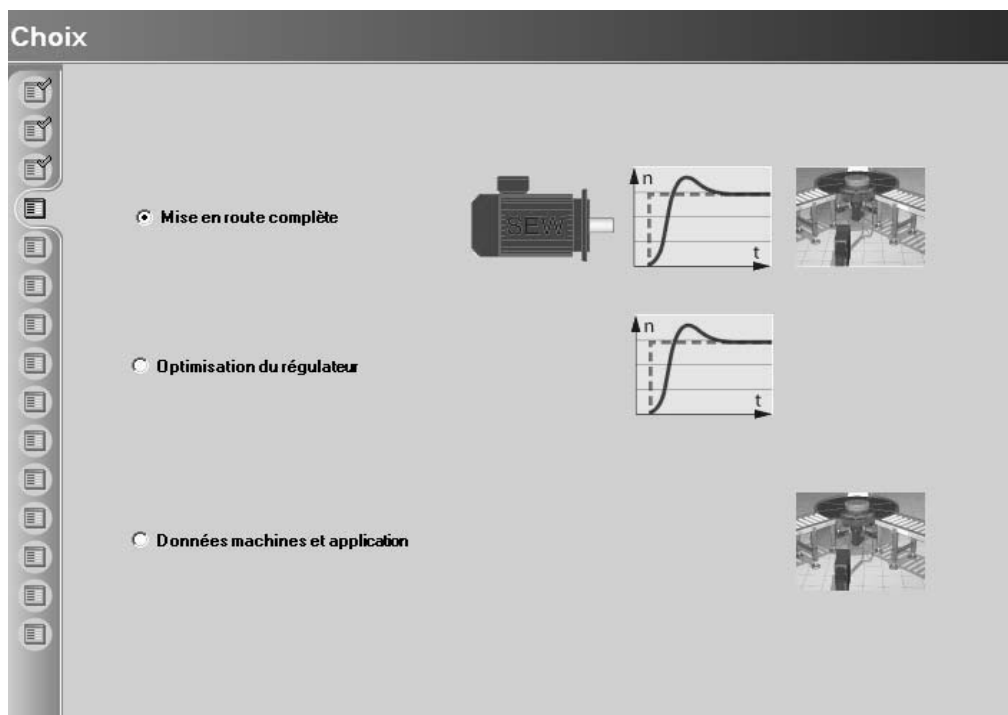 Choix
Mise en route complète
SEW
n
t
Optimisation du régulateur
n
t
Données machines et application